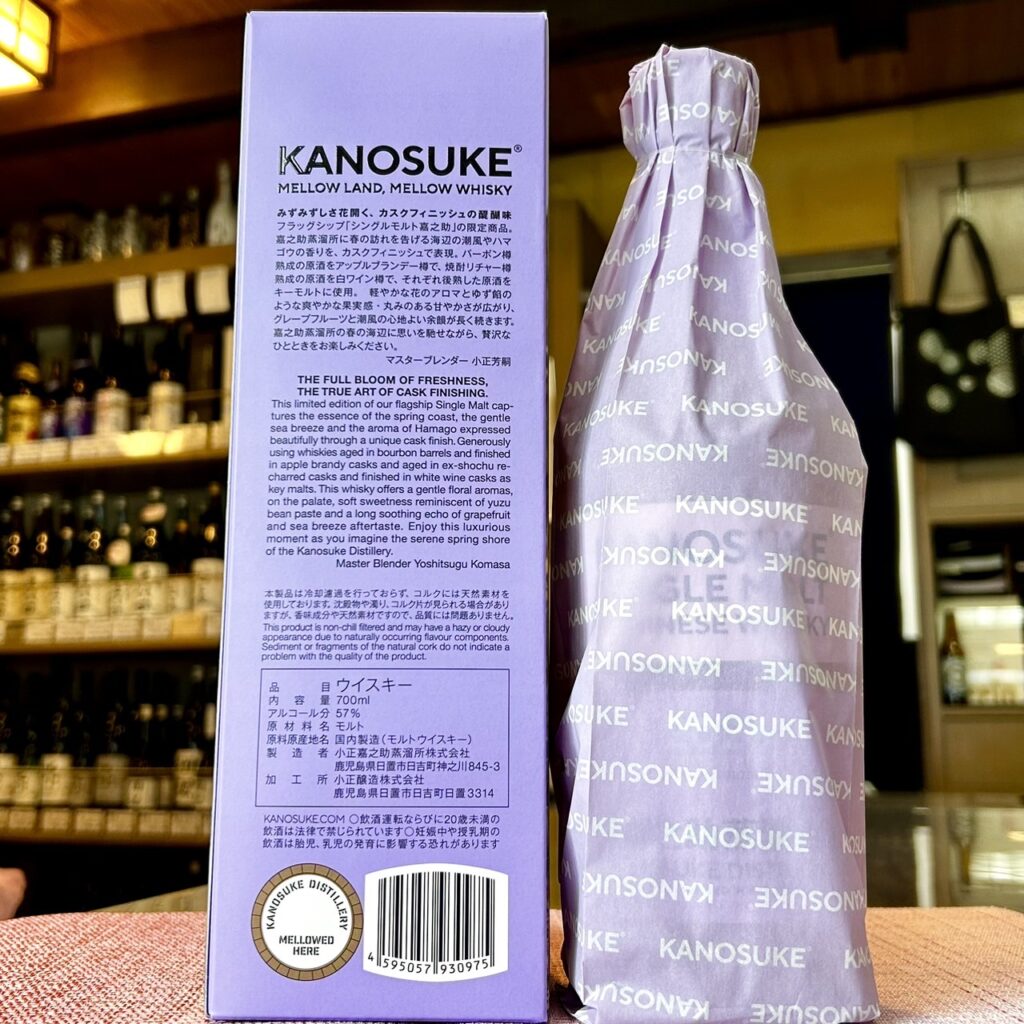 KANOSUKE®
MELLOW LAND, MELLOW WHISKY
みずみずしさ花開く、カスクフィニッシュの醍醐味
フラッグシップ「シングルモルト嘉之助」の限定商品。
嘉之助蒸溜所に春の訪れを告げる海辺の潮風やハマ
ゴウの香りを、カスクフィニッシュで表現。バーボン樽
熟成の原酒をアップルブランデー樽で、焼酎リチャー樽
熟成の原酒を白ワイン樽で、それぞれ後熟した原酒を
キーモルトに使用。 軽やかな花のアロマとゆず餡の
ような爽やかな果実感・丸みのある甘やかさが広がり、
グレープフルーツと潮風の心地よい余韻が長く続きます。
嘉之助蒸溜所の春の海辺に思いを馳せながら、贅沢な
ひとときをお楽しみください。
マスターブレンダー 小正芳嗣
THE FULL BLOOM OF FRESHNESS,
THE TRUE ART OF CASK FINISHING.
This limited edition of our flagship Single Malt cap-
tures the essence of the spring coast, the gentle
sea breeze and the aroma of Hamago expressed
beautifully through a unique cask finish. Generously
using whiskies aged in bourbon barrels and finished
in apple brandy casks and aged in ex-shochu re-
charred casks and finished in white wine casks as
key malts. This whisky offers a gentle floral aromas,
on the palate, soft sweetness reminiscent of yuzu
bean paste and a long soothing echo of grapefruit
and sea breeze aftertaste. Enjoy this luxurious
moment as you imagine the serene spring shore
of the Kanosuke Distillery.
Master Blender Yoshitsugu Komasa
本製品は冷却濾過を行っておらず、コルクには天然素材を
使用しております。沈殿物や濁り、コルク片が見られる場合があり
ますが、香味成分や天然素材ですので、品質には問題ありません。
This product is non-chill filtered and may have a hazy or cloudy
appearance due to naturally occurring flavour components.
Sediment or fragments of the natural cork do not indicate a
problem with the quality of the product.
品目 ウイスキー
内容量 700ml
アルコール分 57%
原材料名 モルト
原料原産地名 国内製造(モルトウイスキー)
製造者 小正嘉之助蒸溜所株式会社
鹿児島県日置市日吉町神之川845-3
加工所 小正醸造株式会社
鹿児島県日置市日吉町日置3314
KANOSUKE.COM 〇飲酒運転ならびに20歳未満の
飲酒は法律で禁じられています〇妊娠中や授乳期の
飲酒は胎児、乳児の発育に影響する恐れがあります
KANOSUKE DISTILLERY
MELLOWED
HERE
4 595057 930975
KANOSUKE
KANOSUKE
KANOSUKE
KANOSUKE
KANOSUKE
KANOSUKE
KANOSUKE
KANOSUKE
KANOSUKE
KANOSUKE
KANOSUKE
KANOSUKE
KANOSUKE
KANOSUKE